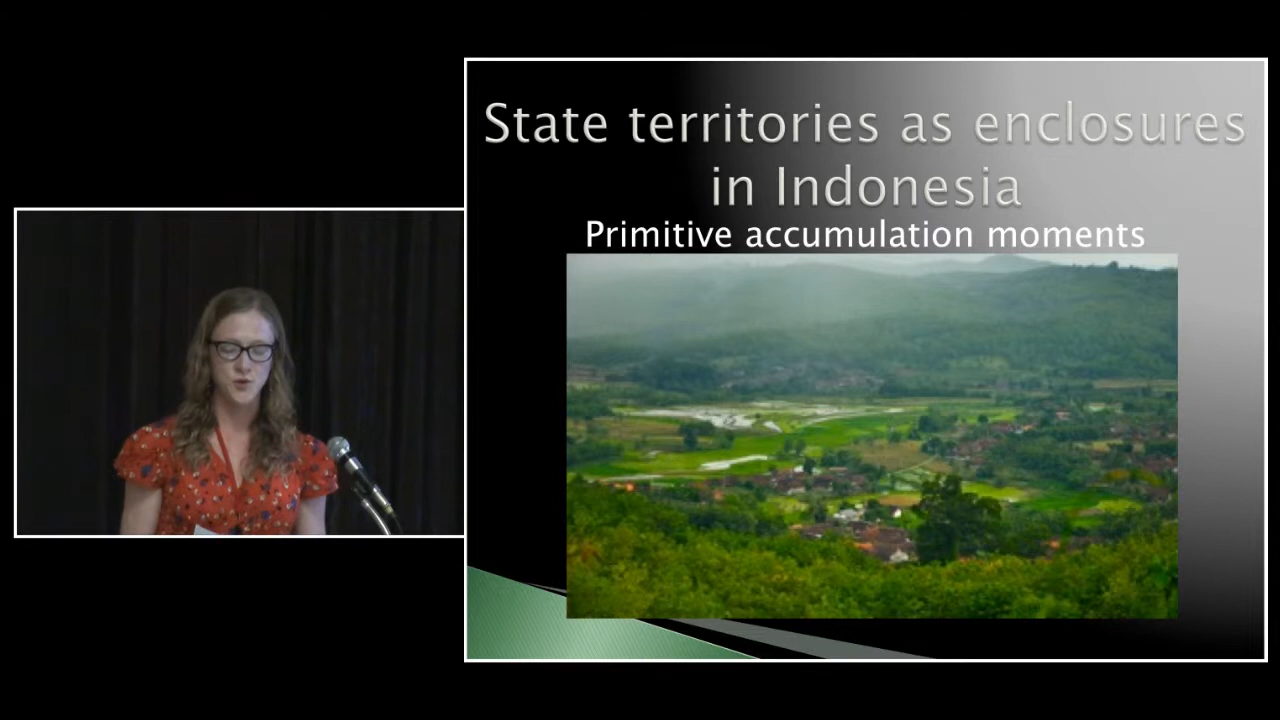 State territories as enclosures
in Indonesia
Primitive accumulation moments